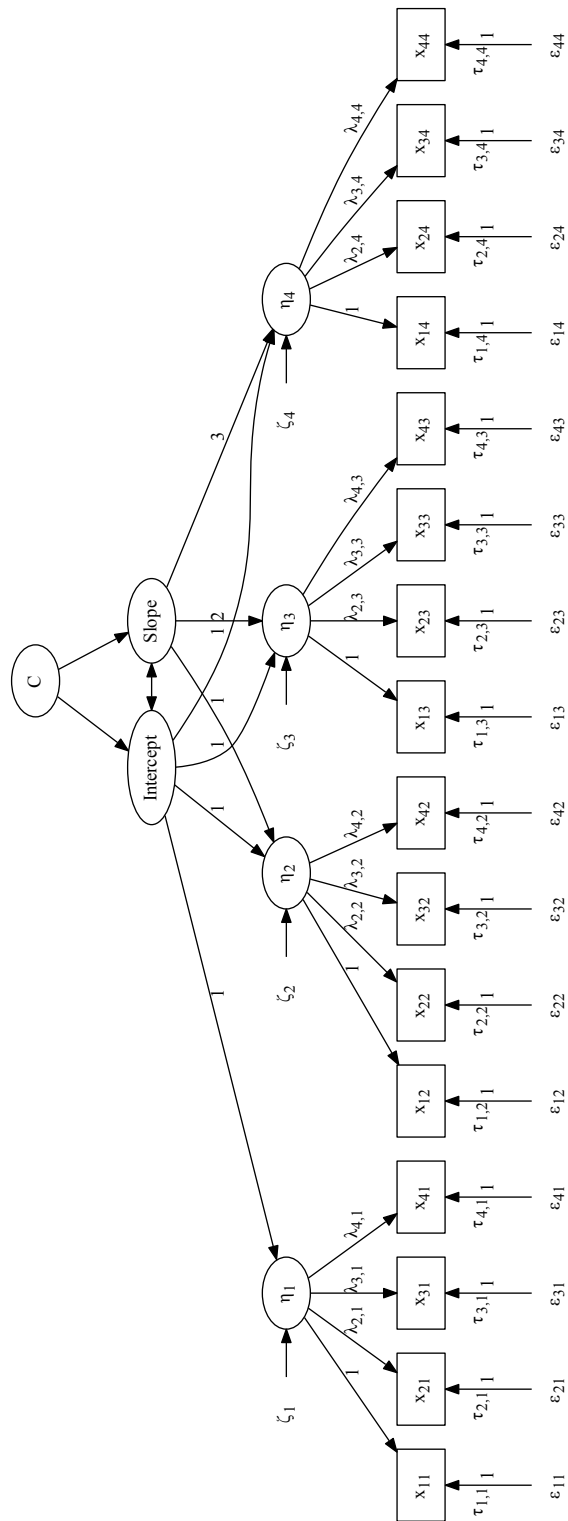 C
Intercept
Slope
1
1
1
1
1
2
3
ζ₁
η₁
ζ₂
η₂
ζ₃
η₃
ζ₄
η₄
1
λ₂,₁
λ₃,₁
λ₄,₁
1
λ₂,₂
λ₃,₂
λ₄,₂
1
λ₂,₃
λ₃,₃
λ₄,₃
1
λ₂,₄
λ₃,₄
λ₄,₄
x₁₁
x₂₁
x₃₁
x₄₁
x₁₂
x₂₂
x₃₂
x₄₂
x₁₃
x₂₃
x₃₃
x₄₃
x₁₄
x₂₄
x₃₄
x₄₄
τ₁,₁ 1
τ₂,₁ 1
τ₃,₁ 1
τ₄,₁ 1
τ₁,₂ 1
τ₂,₂ 1
τ₃,₂ 1
τ₄,₂ 1
τ₁,₃ 1
τ₂,₃ 1
τ₃,₃ 1
τ₄,₃ 1
τ₁,₄ 1
τ₂,₄ 1
τ₃,₄ 1
τ₄,₄ 1
ε₁₁
ε₂₁
ε₃₁
ε₄₁
ε₁₂
ε₂₂
ε₃₂
ε₄₂
ε₁₃
ε₂₃
ε₃₃
ε₄₃
ε₁₄
ε₂₄
ε₃₄
ε₄₄